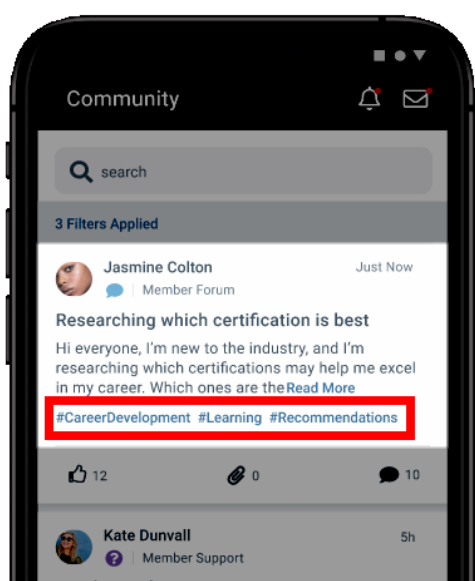 Community
search
3 Filters Applied
Jasmine Colton Just Now
Member Forum
Researching which certification is best
Hi everyone, I'm new to the industry, and I'm
researching which certifications may help me excel
in my career. Which ones are the Read More
#CareerDevelopment #Learning #Recommendations
12 0 10
Kate Dunvall 5h
? Member Support